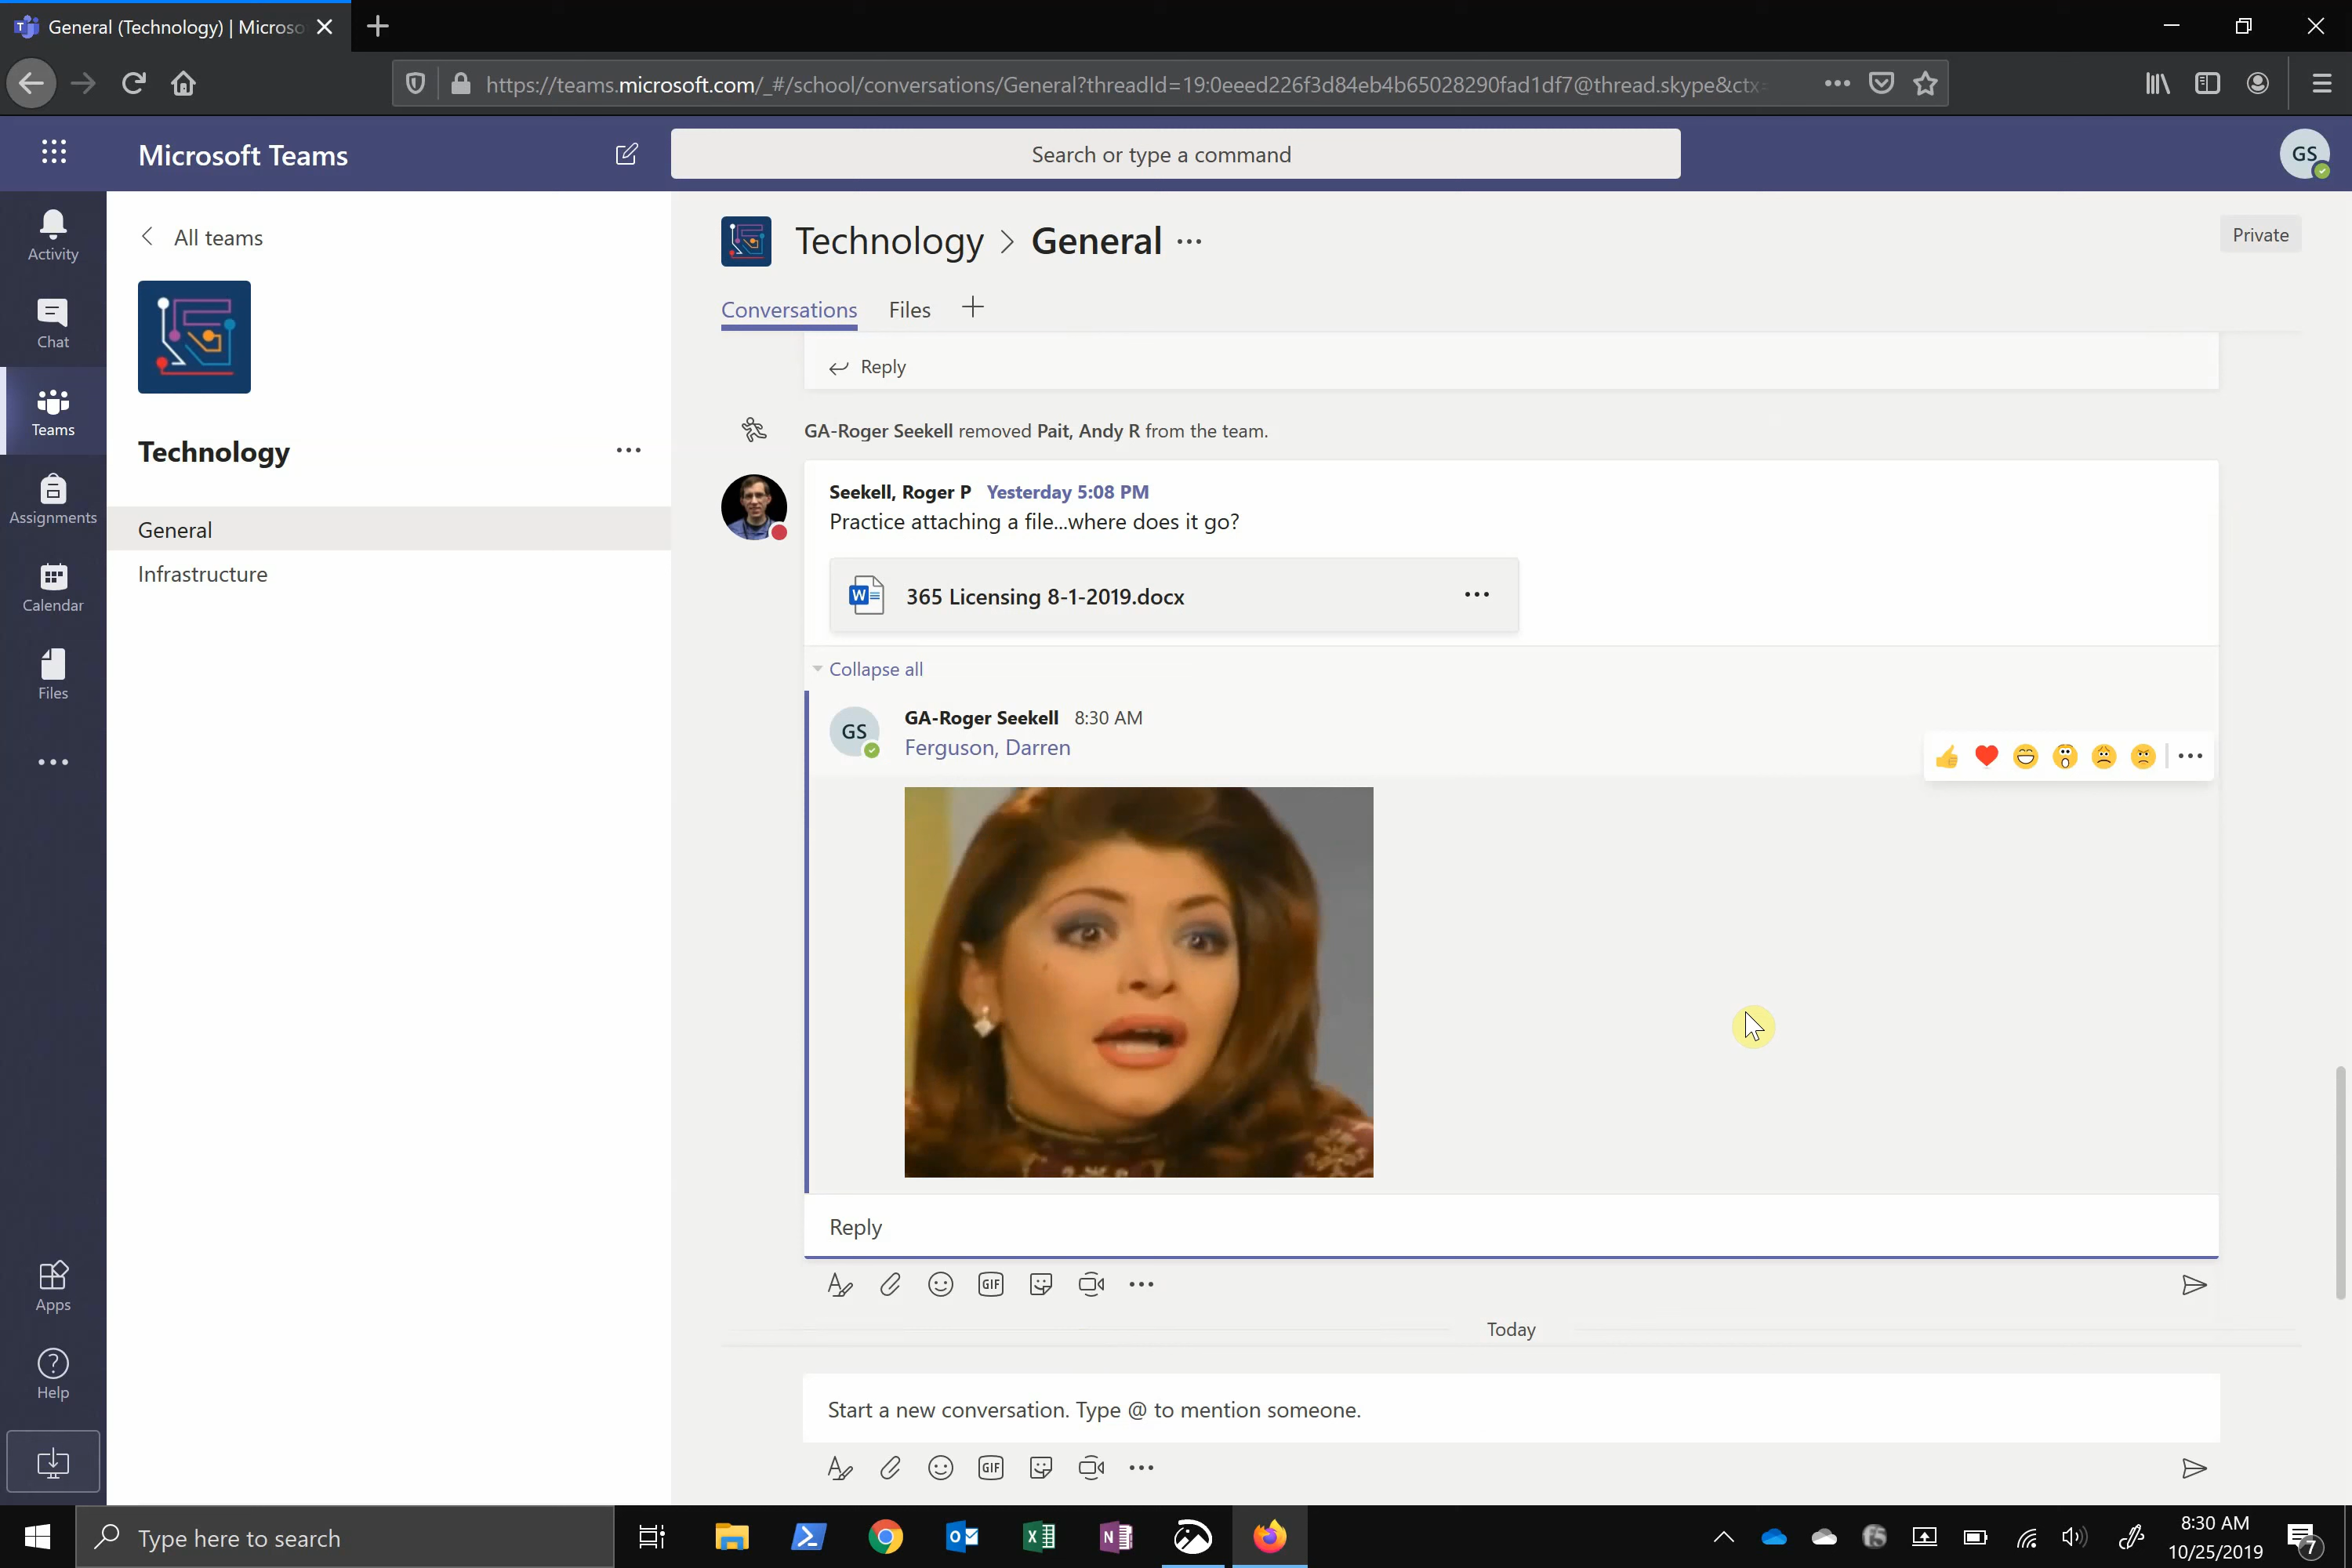 General (Technology) | Microso
https://teams.microsoft.com/_#/school/conversations/General?threadId=19:0eeed226f3d84eb4b65028290fad1df7@thread.skype&ctx=
Microsoft Teams
Search or type a command
GS
Activity
Chat
Teams
Assignments
Calendar
Files
Apps
Help
All teams
Technology
General
Infrastructure
Technology > General
Private
Conversations Files
Reply
GA-Roger Seekell removed Pait, Andy R from the team.
Seekell, Roger P Yesterday 5:08 PM
Practice attaching a file...where does it go?
365 Licensing 8-1-2019.docx
Collapse all
GS
GA-Roger Seekell 8:30 AM
Ferguson, Darren
Reply
GIF
Today
Start a new conversation. Type @ to mention someone.
GIF
Type here to search
8:30 AM
10/25/2019
7